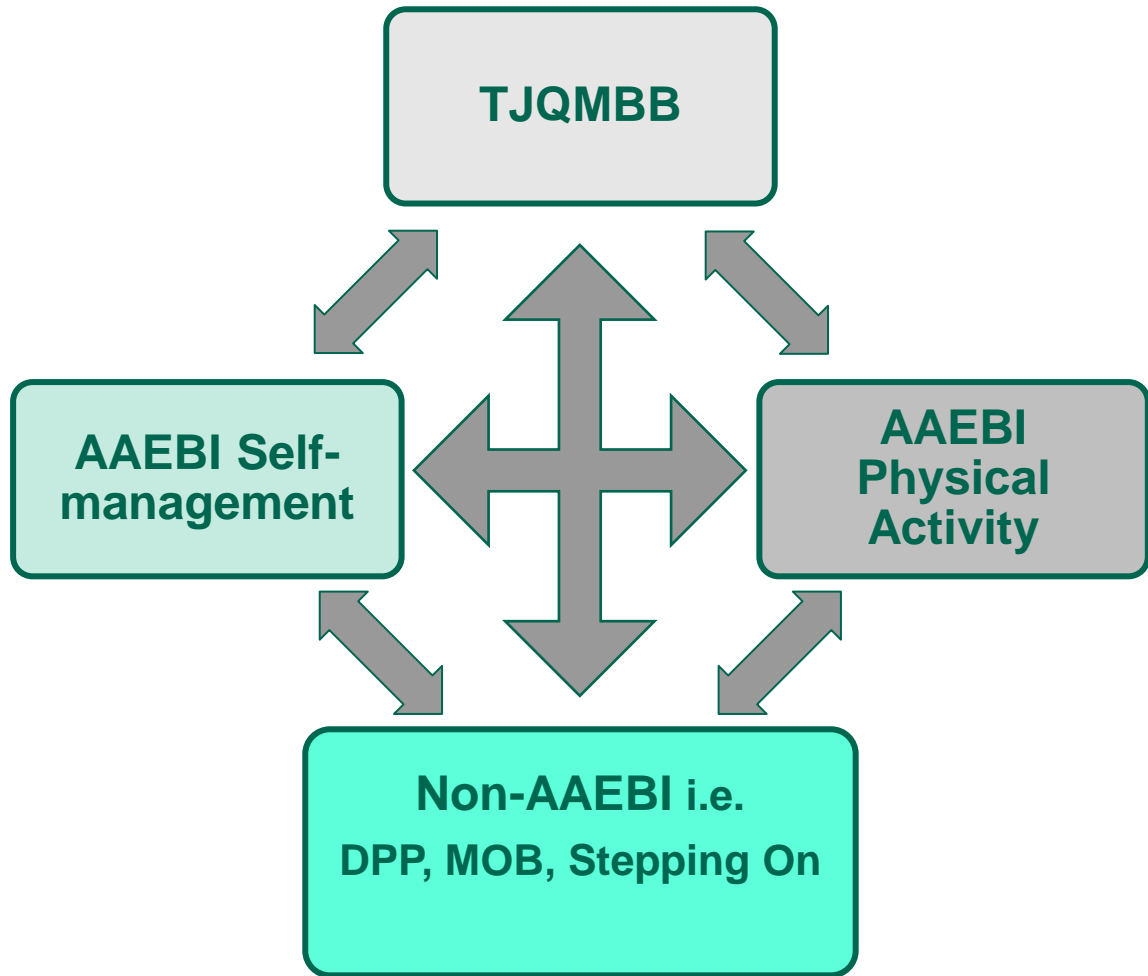 TJQMBB
AAEBI Self-
management
AAEBI
Physical
Activity
Non-AAEBI i.e.
DPP, MOB, Stepping On